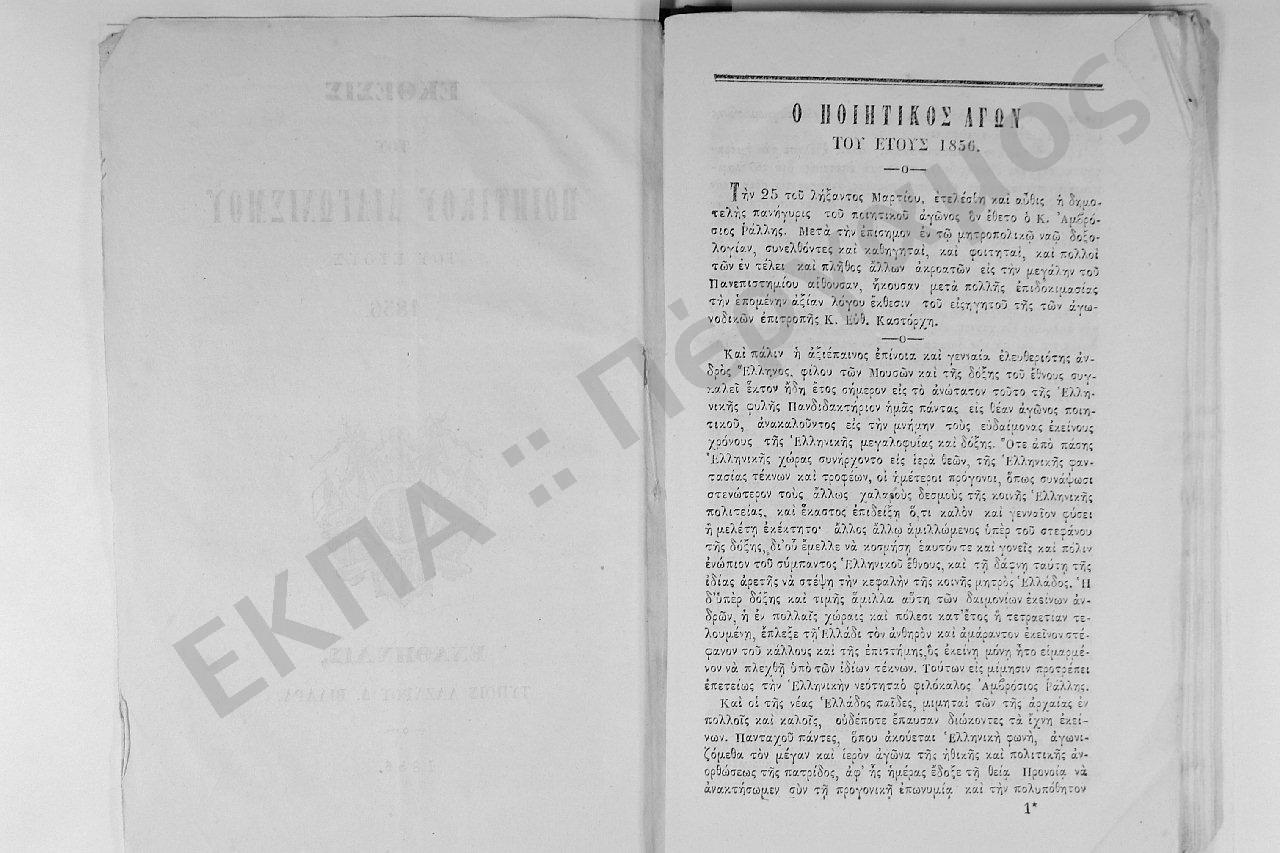 Ο ΠΟΙΗΤΙΚΟΣ ΑΓΩΝ
ΤΟΥ ΕΤΟΥΣ 1856.
—ο—
Τὴν 25 τοῦ λήξαντος Μαρτίου, ἐτελέσθη καὶ αὖθις ἡ δημο-
τελὴς πανήγυρις τοῦ ποιητικοῦ ἀγῶνος ὃν ἔθετο ὁ Κ. Ἀμβρό-
σιος Ῥάλλης. Μετὰ τὴν ἐπίσημον ἐν τῷ μητροπολικῷ ναῷ δοξο-
λογίαν, συνελθόντες καὶ καθηγηταὶ, καὶ φοιτηταὶ, καὶ πολλοὶ
τῶν ἐν τέλει καὶ πλῆθος ἄλλων ἀκροατῶν εἰς τὴν μεγάλην τοῦ
Πανεπιστημίου αἴθουσαν, ἤκουσαν μετὰ πολλῆς ἐπιδοκιμασίας
τὴν ἑπομένην ἀξίαν λόγου ἔκθεσιν τοῦ εἰσηγητοῦ τῆς τῶν ἀγω-
νοδικῶν ἐπιτροπῆς Κ. Εὐθ. Καστόρχη.
—ο—
Καὶ πάλιν ἡ ἀξιέπαινος ἐπίνοια καὶ γενναία ἐλευθεριότης ἀν-
δρὸς Ἕλληνος, φίλου τῶν Μουσῶν καὶ τῆς δόξης τοῦ ἔθνους συγ-
καλεῖ ἕκτον ἤδη ἔτος σήμερον εἰς τὸ ἀνώτατον τοῦτο τῆς Ἑλλη-
νικῆς φυλῆς Πανδιδακτήριον ἡμᾶς πάντας εἰς θέαν ἀγῶνος ποιη-
τικοῦ, ἀνακαλοῦντος εἰς τὴν μνήμην τοὺς εὐδαίμονας ἐκείνους
χρόνους τῆς Ἑλληνικῆς μεγαλοφυΐας καὶ δόξης. Ὅτε ἀπὸ πάσης
Ἑλληνικῆς χώρας συνήρχοντο εἰς ἱερὰ θεῶν, τῆς Ἑλληνικῆς φαν-
τασίας τέκνων καὶ τροφέων, οἱ ἡμέτεροι πρόγονοι, ὅπως συνάψωσι
στενώτερον τοὺς ἄλλως χαλαροὺς δεσμοὺς τῆς κοινῆς Ἑλληνικῆς
πολιτείας, καὶ ἕκαστος ἐπιδείξῃ ὅ,τι καλὸν καὶ γενναῖον φύσει
ἢ μελέτῃ ἐκέκτητο· ἄλλος ἄλλῳ ἁμιλλώμενος ὑπὲρ τοῦ στεφάνου
τῆς δόξης, δι' οὗ ἔμελλε νὰ κοσμήσῃ ἑαυτόν τε καὶ γονεῖς καὶ πόλιν
ἐνώπιον τοῦ σύμπαντος Ἑλληνικοῦ ἔθνους, καὶ τῇ δάφνῃ ταύτῃ τῆς
ἰδίας ἀρετῆς νὰ στέψῃ τὴν κεφαλὴν τῆς κοινῆς μητρὸς Ἑλλάδος. Ἡ
δ' ὑπὲρ δόξης καὶ τιμῆς ἅμιλλα αὕτη τῶν δαιμονίων ἐκείνων ἀν-
δρῶν, ἡ ἐν πολλαῖς χώραις καὶ πόλεσι κατ' ἔτος ἢ τετραετίαν τε-
λουμένη, ἔπλεξε τῇ Ἑλλάδι τὸν ἀνθηρὸν καὶ ἀμάραντον ἐκεῖνον στέ-
φανον τοῦ κάλλους καὶ τῆς ἐπιστήμης, ὃς ἐκείνῃ μόνῃ ἦτο εἱμαρμέ-
νον νὰ πλεχθῇ ὑπὸ τῶν ἰδίων τέκνων. Τούτων εἰς μίμησιν προτρέπει
ἐπετείως τὴν Ἑλληνικὴν νεότητα ὁ φιλόκαλος Ἀμβρόσιος Ῥάλλης.
Καὶ οἱ τῆς νέας Ἑλλάδος παῖδες, μιμηταὶ τῶν τῆς ἀρχαίας ἐν
πολλοῖς καὶ καλοῖς, οὐδέποτε ἔπαυσαν διώκοντες τὰ ἴχνη ἐκεί-
νων. Πανταχοῦ πάντες, ὅπου ἀκούεται Ἑλληνικὴ φωνὴ, ἀγωνι-
ζόμεθα τὸν μέγαν καὶ ἱερὸν ἀγῶνα τῆς ἠθικῆς καὶ πολιτικῆς ἀν-
ορθώσεως τῆς πατρίδος, ἀφ' ἧς ἡμέρας ἔδοξε τῇ θείᾳ Προνοίᾳ νὰ
ἀνακτήσωμεν σὺν τῇ προγονικῇ ἐπωνυμίᾳ καὶ τὴν πολυπόθητον
1*
ΕΚΠΑ :: Πέργαμος